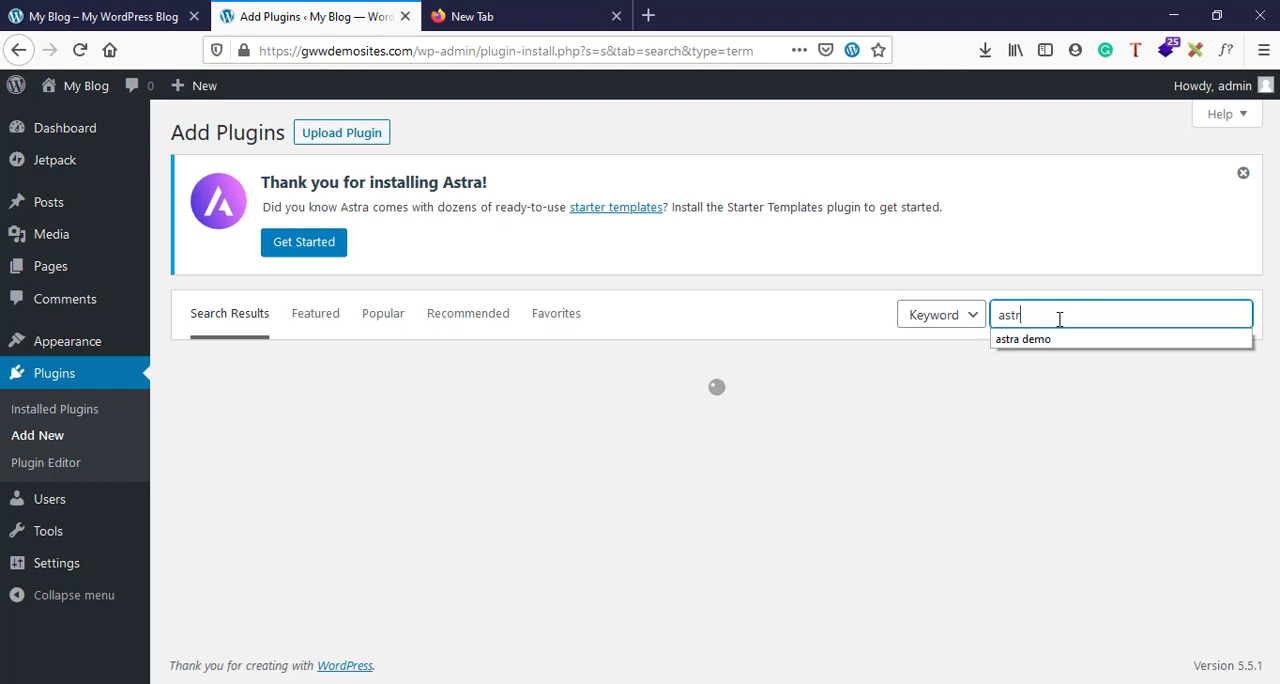 My Blog – My WordPress Blog
Add Plugins ‹ My Blog — Word
New Tab
https://gwwdemosites.com/wp-admin/plugin-install.php?s=s&tab=search&type=term
25
T
f?
My Blog
0
New
Howdy, admin
Dashboard
Jetpack
Posts
Media
Pages
Comments
Appearance
Plugins
Installed Plugins
Add New
Plugin Editor
Users
Tools
Settings
Collapse menu
Help
Add Plugins
Upload Plugin
Thank you for installing Astra!
Did you know Astra comes with dozens of ready-to-use starter templates? Install the Starter Templates plugin to get started.
Get Started
Search Results
Featured
Popular
Recommended
Favorites
Keyword
astr
astra demo
Thank you for creating with WordPress.
Version 5.5.1